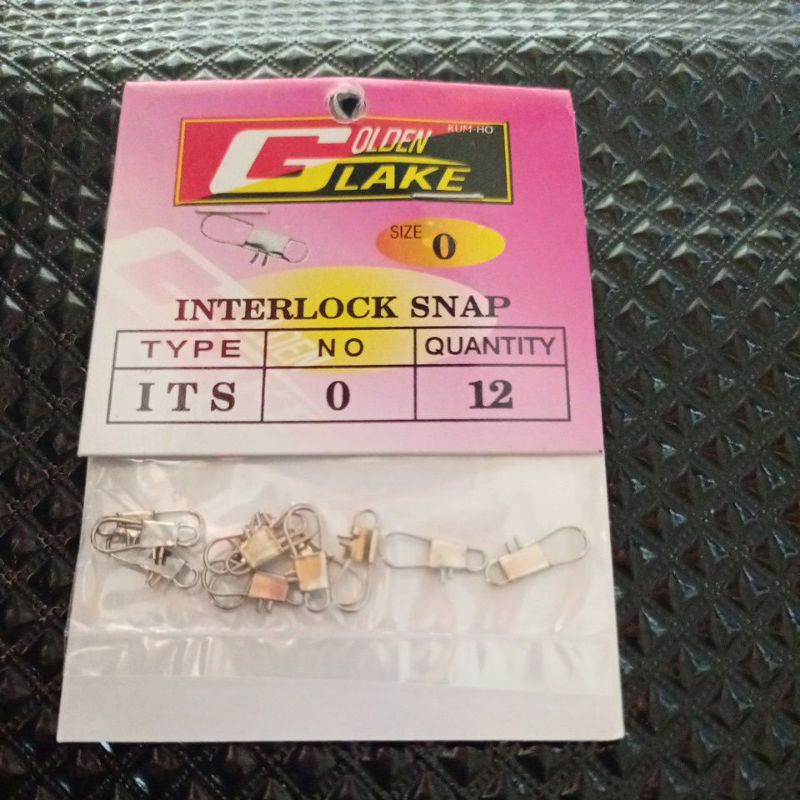 GOLDEN
KUM-HO
LAKE
SIZE 0
INTERLOCK SNAP
TYPE NO QUANTITY
ITS 0 12